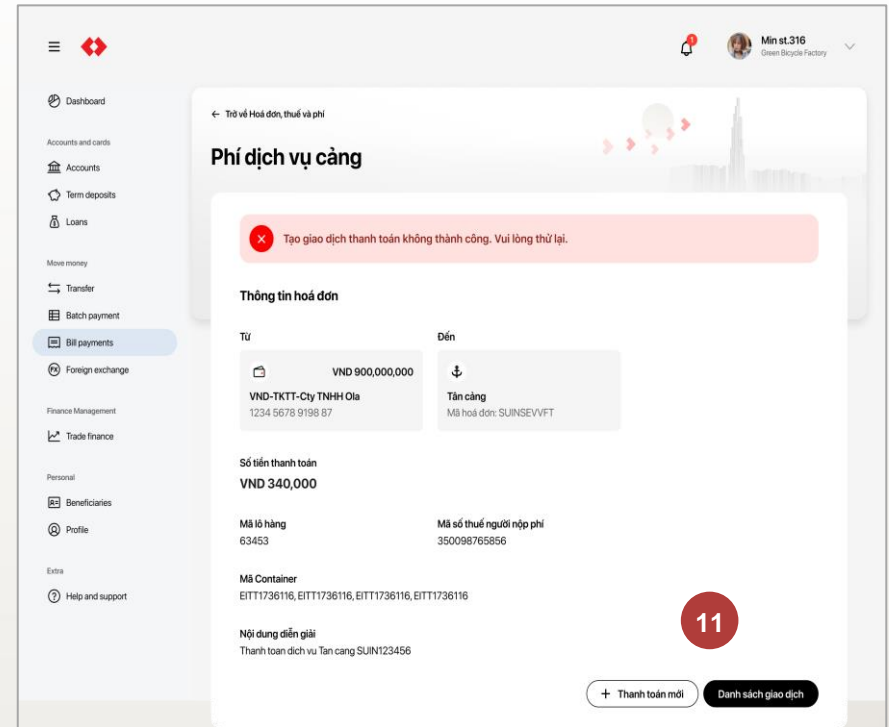 1
Min st.316
Green Bicycle Factory
Dashboard
Accounts and cards
Accounts
Term deposits
Loans
Move money
Transfer
Batch payment
Bill payments
FX Foreign exchange
Finance Management
Trade finance
Personal
Beneficiaries
Profile
Extra
Help and support
← Trở về Hoá đơn, thuế và phí
Phí dịch vụ cảng
Tạo giao dịch thanh toán không thành công. Vui lòng thử lại.
Thông tin hoá đơn
Từ
Đến
VND 900,000,000
VND-TKTT-Cty TNHH Ola
1234 5678 9198 87
Tân cảng
Mã hoá đơn: SUINSEVVFT
Số tiền thanh toán
VND 340,000
Mã lô hàng
63453
Mã số thuế người nộp phí
350098765856
Mã Container
EITT1736116, EITT1736116, EITT1736116, EITT1736116
Nội dung diễn giải
Thanh toan dich vu Tan cang SUIN123456
11
+ Thanh toán mới
Danh sách giao dịch